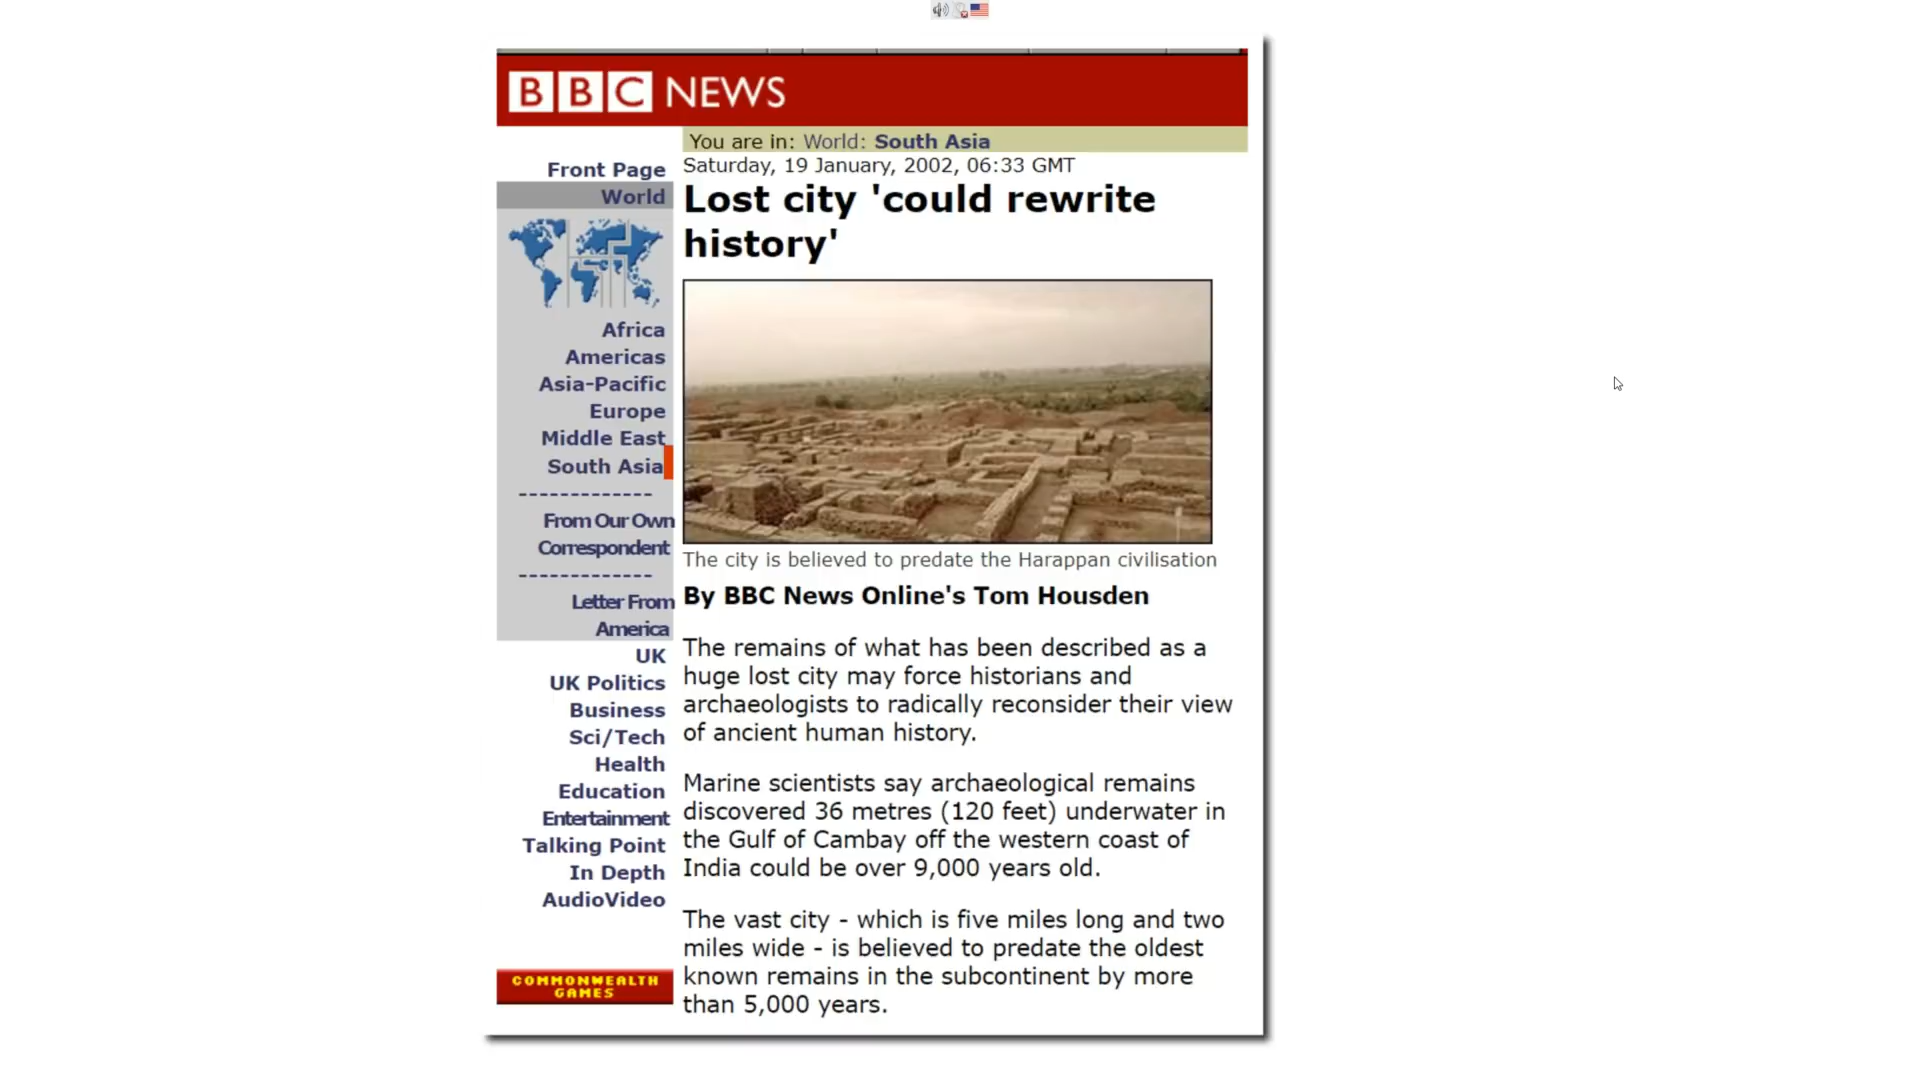 BBC NEWS
You are in: World: South Asia
Saturday, 19 January, 2002, 06:33 GMT
Front Page
World
Africa
Americas
Asia-Pacific
Europe
Middle East
South Asia
-------------
From Our Own
Correspondent
-------------
Letter From
America
UK
UK Politics
Business
Sci/Tech
Health
Education
Entertainment
Talking Point
In Depth
AudioVideo
COMMONWEALTH
GAMES
Lost city 'could rewrite
history'
The city is believed to predate the Harappan civilisation
By BBC News Online's Tom Housden
The remains of what has been described as a
huge lost city may force historians and
archaeologists to radically reconsider their view
of ancient human history.
Marine scientists say archaeological remains
discovered 36 metres (120 feet) underwater in
the Gulf of Cambay off the western coast of
India could be over 9,000 years old.
The vast city - which is five miles long and two
miles wide - is believed to predate the oldest
known remains in the subcontinent by more
than 5,000 years.